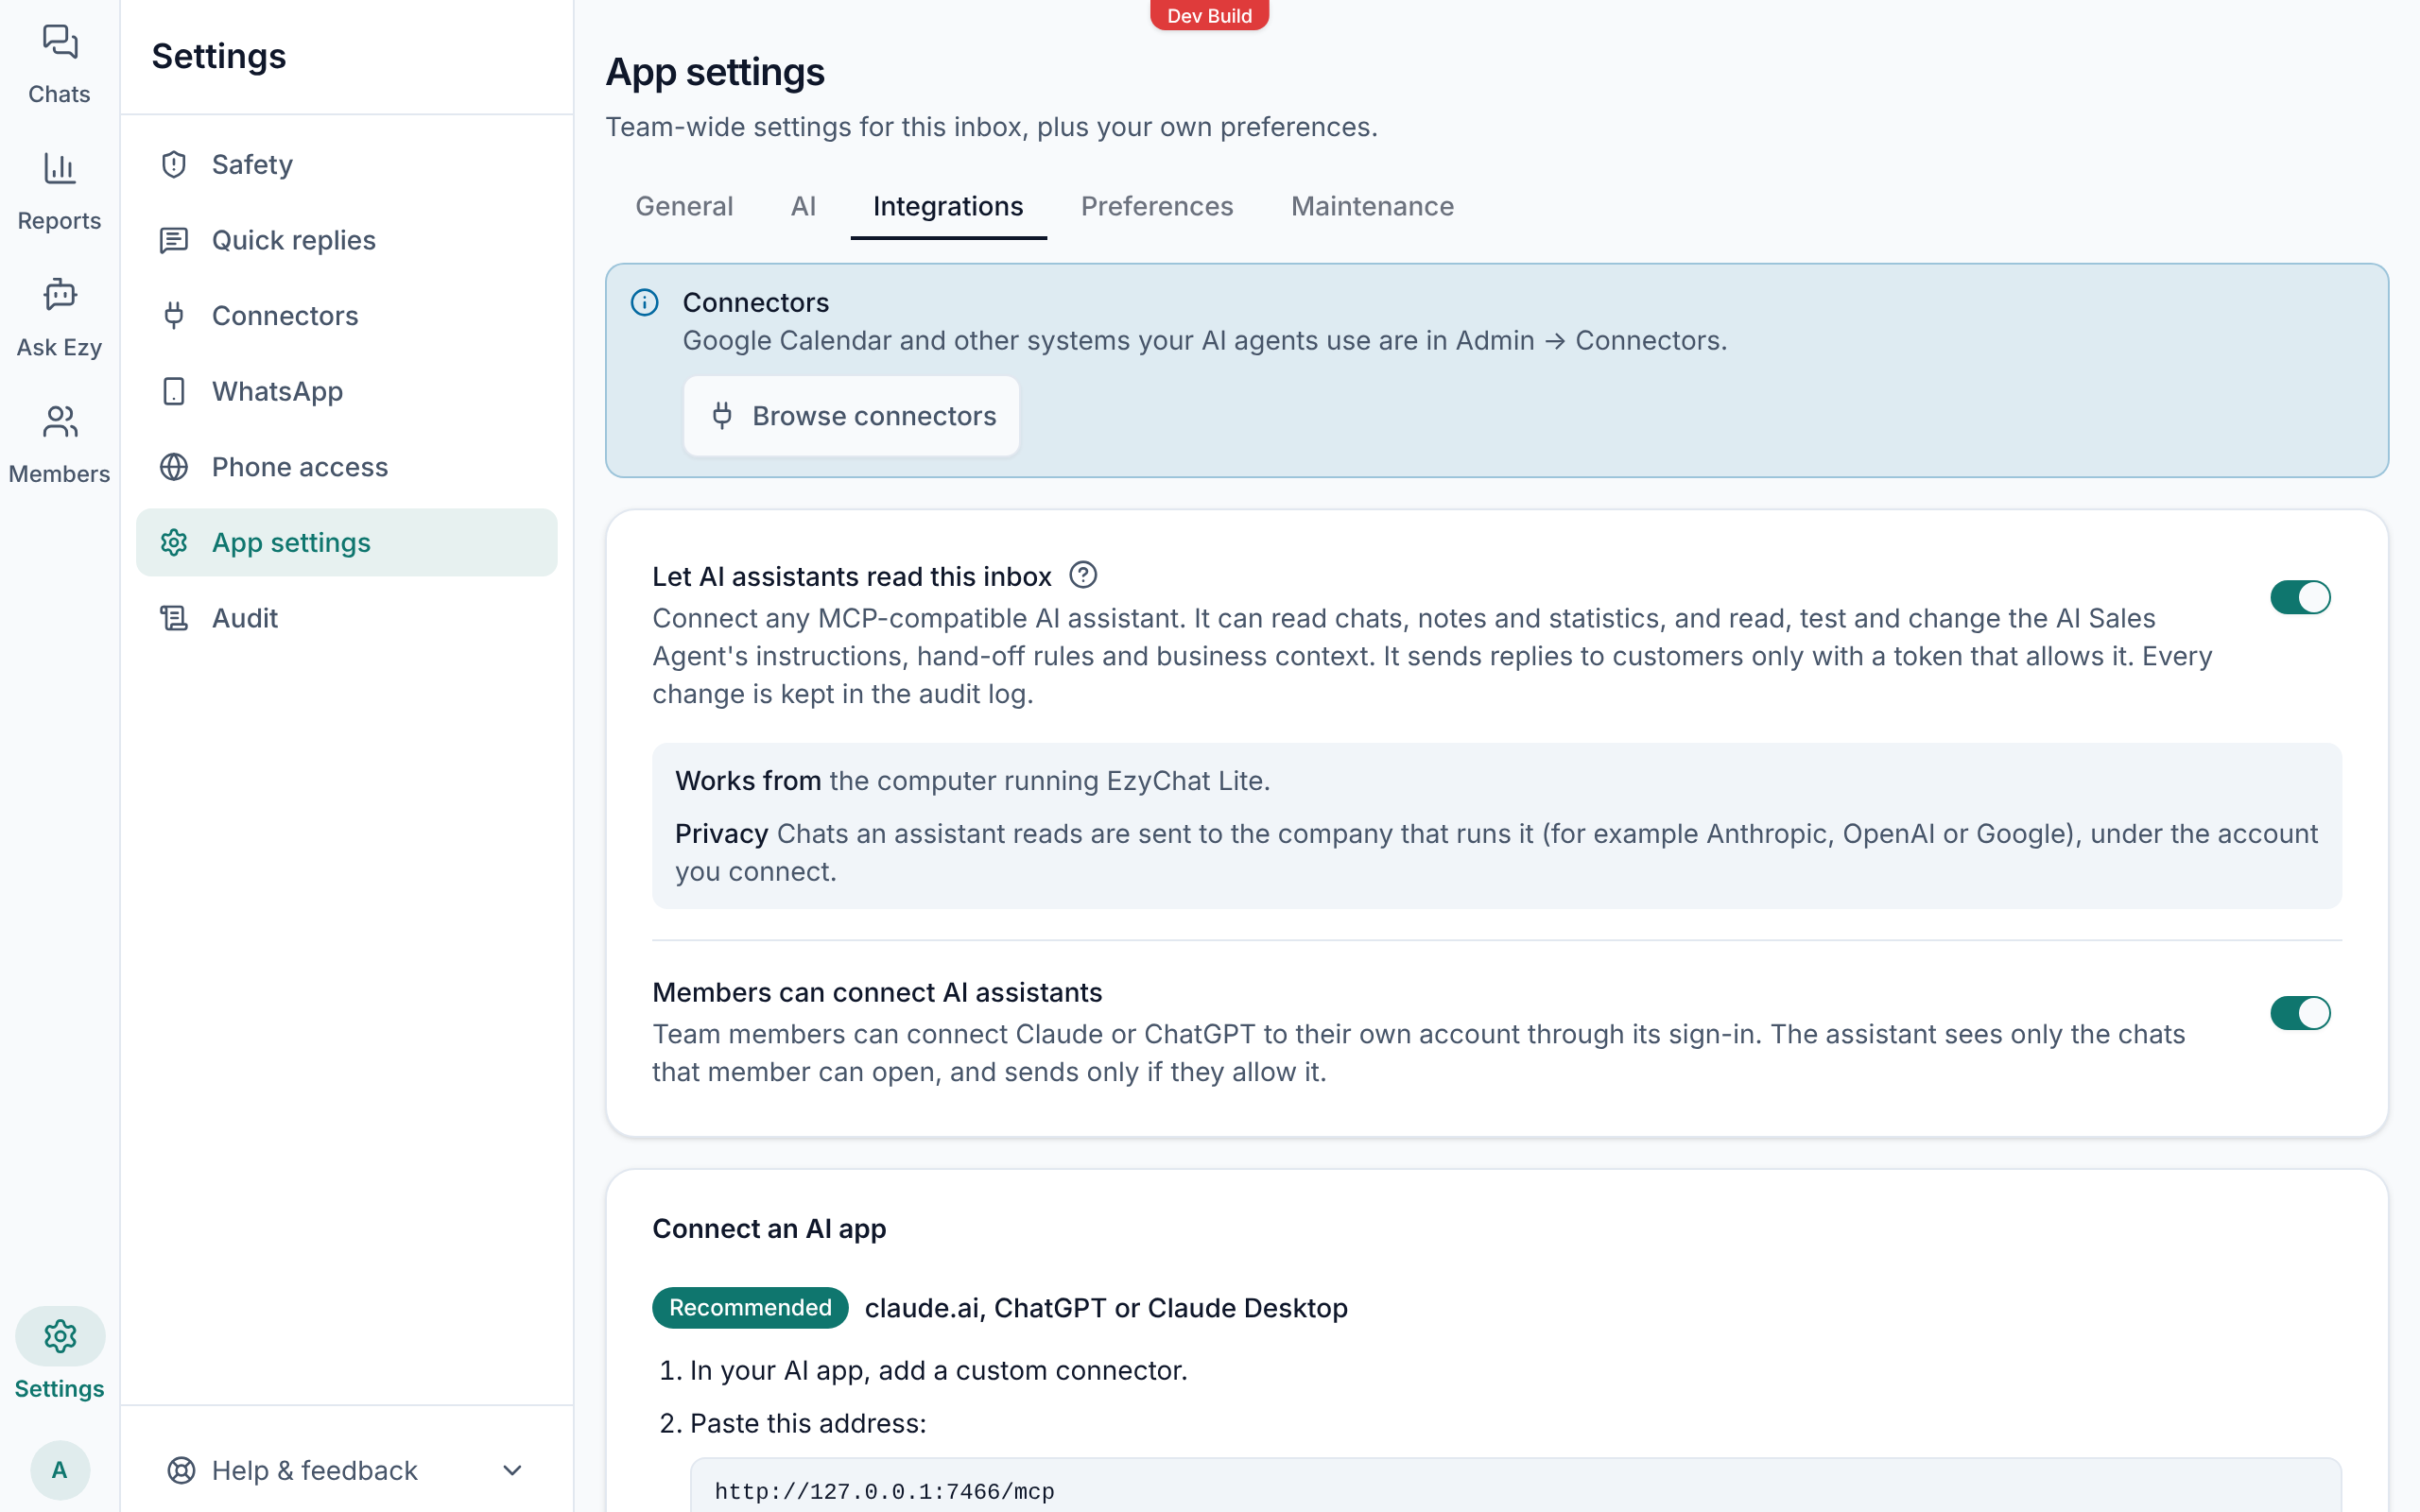 Dev Build
Chats
Reports
Ask Ezy
Members
Settings
A
Settings
Safety
Quick replies
Connectors
WhatsApp
Phone access
App settings
Audit
Help & feedback
App settings
Team-wide settings for this inbox, plus your own preferences.
General AI Integrations Preferences Maintenance
Connectors
Google Calendar and other systems your AI agents use are in Admin → Connectors.
Browse connectors
Let AI assistants read this inbox
Connect any MCP-compatible AI assistant. It can read chats, notes and statistics, and read, test and change the AI Sales
Agent's instructions, hand-off rules and business context. It sends replies to customers only with a token that allows it. Every
change is kept in the audit log.
Works from the computer running EzyChat Lite.
Privacy Chats an assistant reads are sent to the company that runs it (for example Anthropic, OpenAI or Google), under the account
you connect.
Members can connect AI assistants
Team members can connect Claude or ChatGPT to their own account through its sign-in. The assistant sees only the chats
that member can open, and sends only if they allow it.
Connect an AI app
Recommended claude.ai, ChatGPT or Claude Desktop
1. In your AI app, add a custom connector.
2. Paste this address:
http://127.0.0.1:7466/mcp